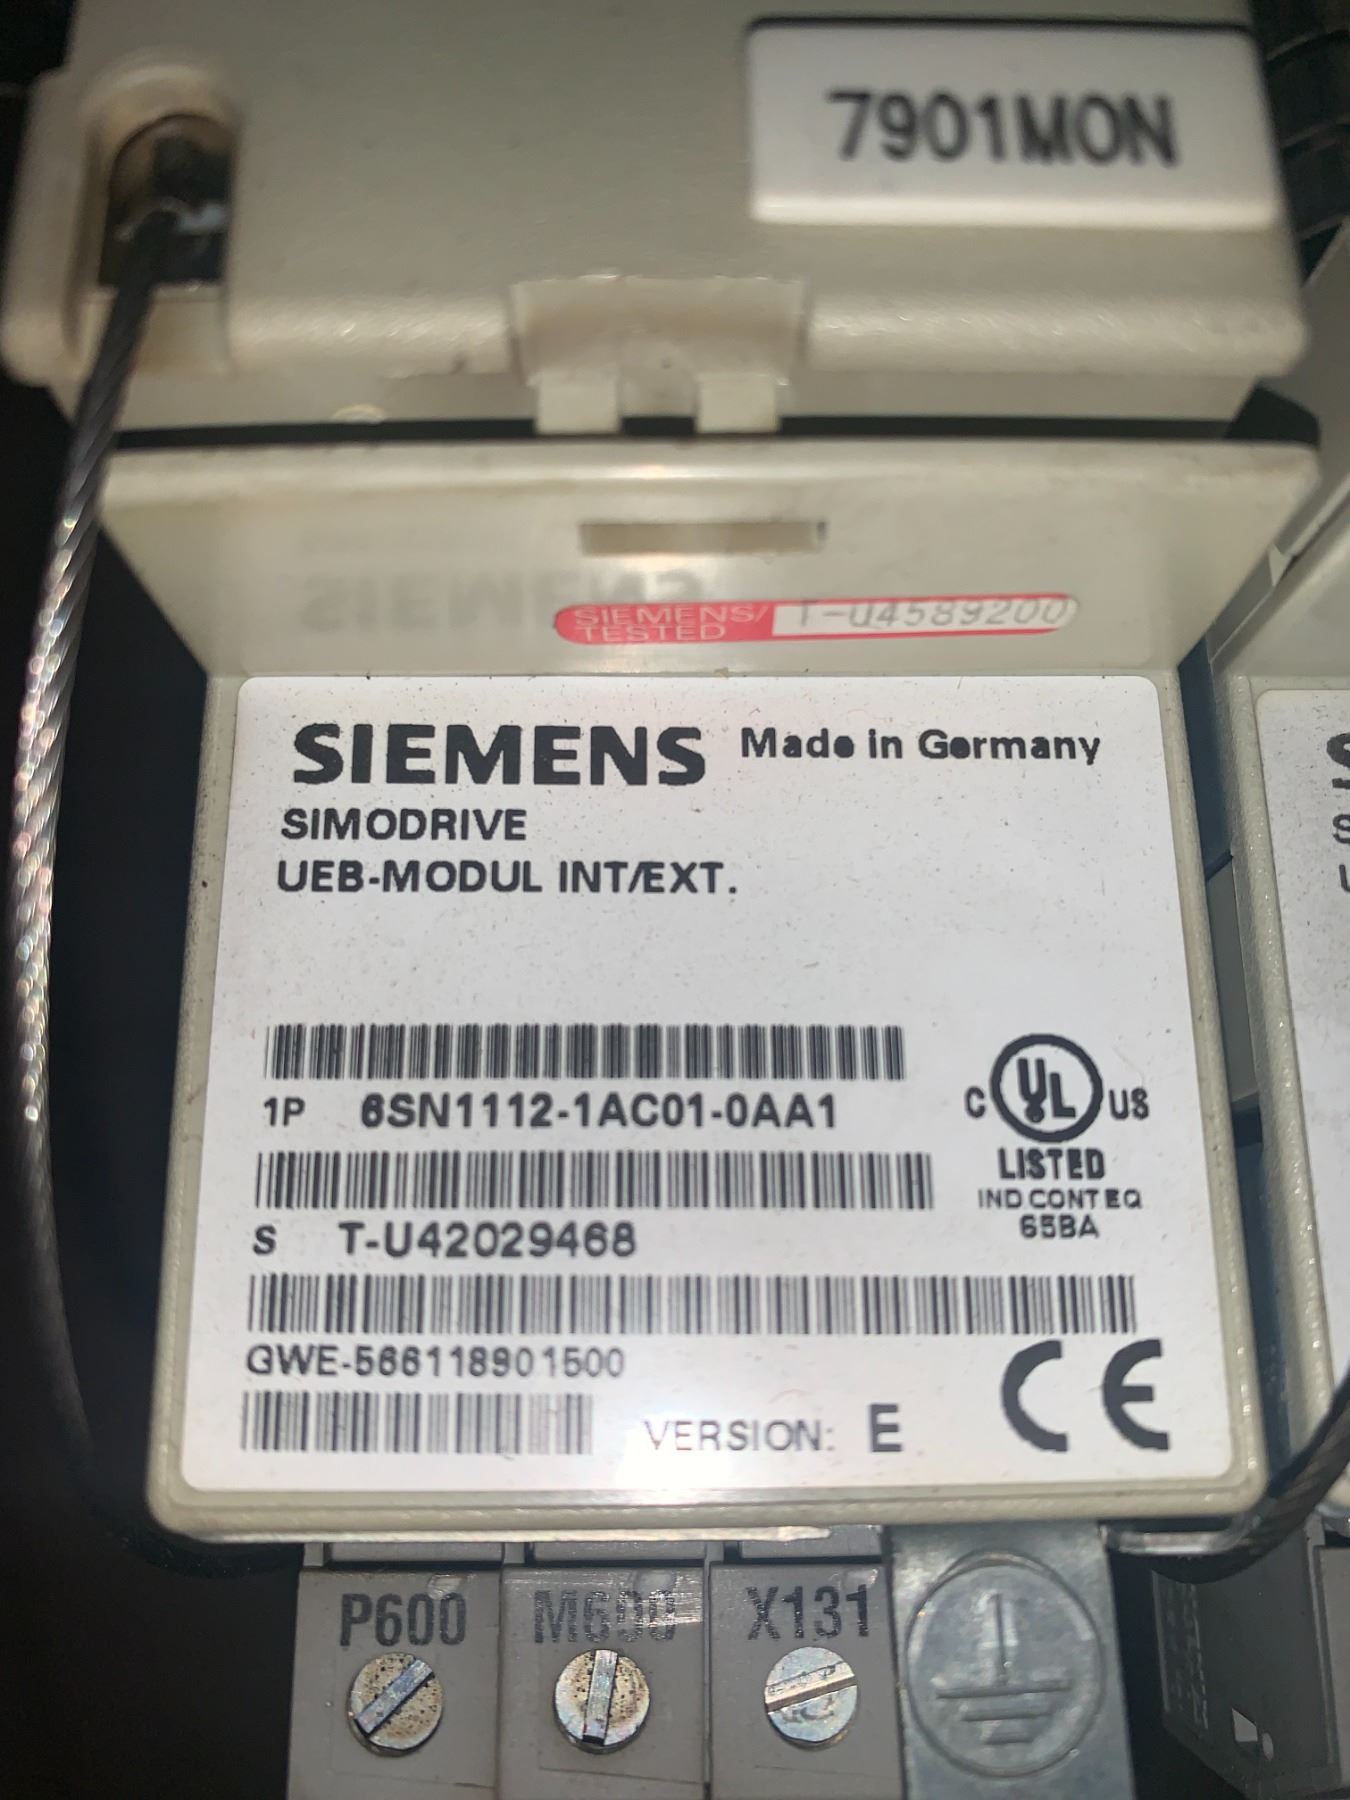 7901MON
SIEMENS/ T-U4589200
TESTED
SIEMENS Made in Germany
SIMODRIVE
UEB-MODUL INT/EXT.
1P 6SN1112-1AC01-0AA1
C UL US
LISTED
IND CONT EQ
65BA
S T-U42029468
GWE-566118901500
VERSION: E
CE
P600 M600 X131